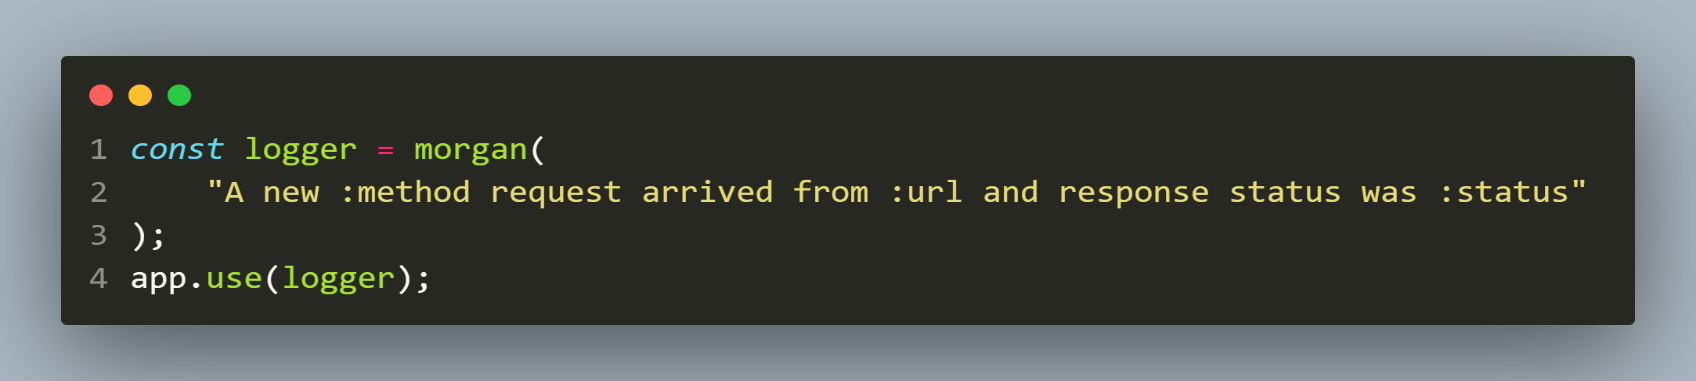 1 const logger = morgan(
2     "A new :method request arrived from :url and response status was :status"
3 );
4 app.use(logger);